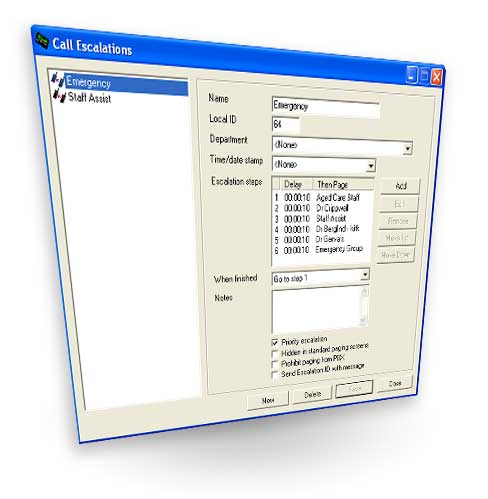 Call Escalations
Emergency
Staff Assist
Name Emergency
Local ID 64
Department <None>
Time/date stamp <None>
Escalation steps Delay Then Page
1 00:00:10 Aged Care Staff
2 00:00:10 Dr Crippwall
3 00:00:10 Staff Assist
4 00:00:10 Dr Berglind -
5 00:00:10 Dr Gervais
6 00:00:10 Emergency Group
Add
Edit
Remove
Move Up
Move Down
When finished Go to step 1
Notes
Priority escalation
Hidden in standard paging screens
Prohibit paging from PBX
Send Escalation ID with message
New Delete Save Close